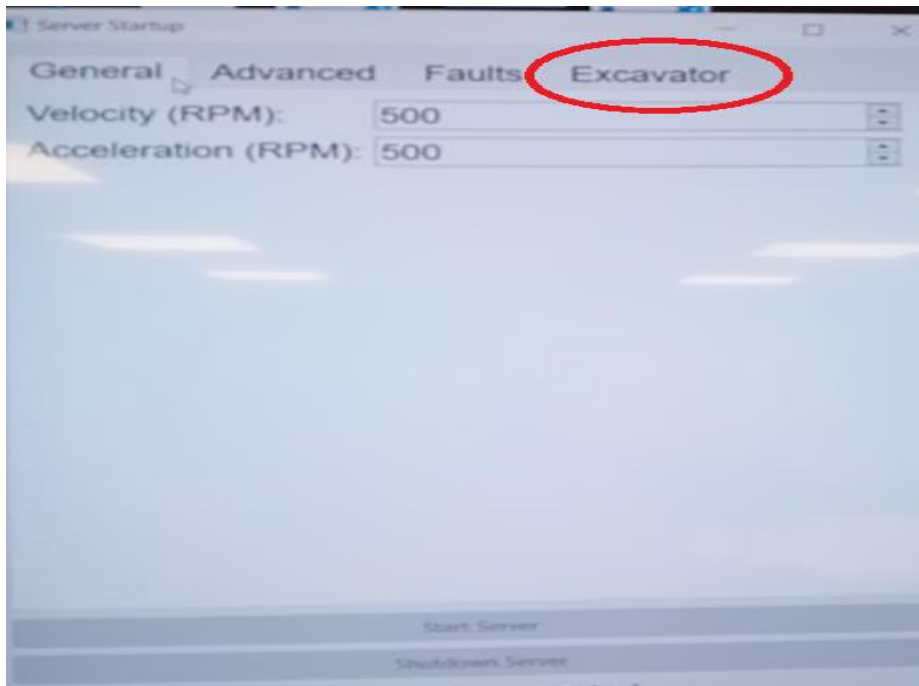 Server Startup
General Advanced Faults Excavator
Velocity (RPM): 500
Acceleration (RPM): 500
Start Server
Shutdown Server